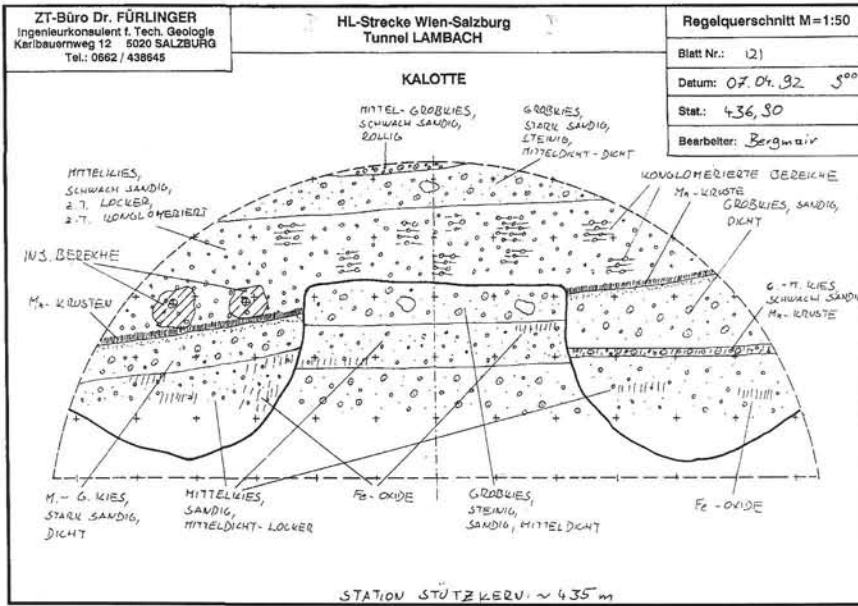 ZT-Büro Dr. FÜRLINGER
Ingenieurkonsulent f. Tech. Geologie
Karlbauernweg 12 5020 SALZBURG
Tel.: 0662 / 438645
HL-Strecke Wien-Salzburg
Tunnel LAMBACH
Regelquerschnitt M=1:50
Blatt Nr.: 121
Datum: 07.04.92 9⁰⁰
Stat.: 436,90
Bearbeiter: Bergmair
KALOTTE
MITTEL-GROBKIES,
SCHWACH SANDIG,
ROLLIG
GROBKIES,
STARK SANDIG,
STEINIG,
MITTELDICHT-DICHT
MITTELKIES,
SCHWACH SANDIG,
Z.T. LOCKER,
Z.T. KONGLOMERIERT
KONGLOMERIERTE BEREICHE
Mn-KRUSTE
GROBKIES, SANDIG,
DICHT
INJ. BEREICHE
Mn-KRUSTEN
G.-M. KIES,
SCHWACH SANDIG
Mn-KRUSTE
M.-G. KIES,
STARK SANDIG,
DICHT
MITTELKIES,
SANDIG,
MITTELDICHT-LOCKER
Fe-OXIDE
GROBKIES,
STEINIG,
SANDIG, MITTELDICHT
Fe-OXIDE
STATION STÜTZKERN: ~ 435 m